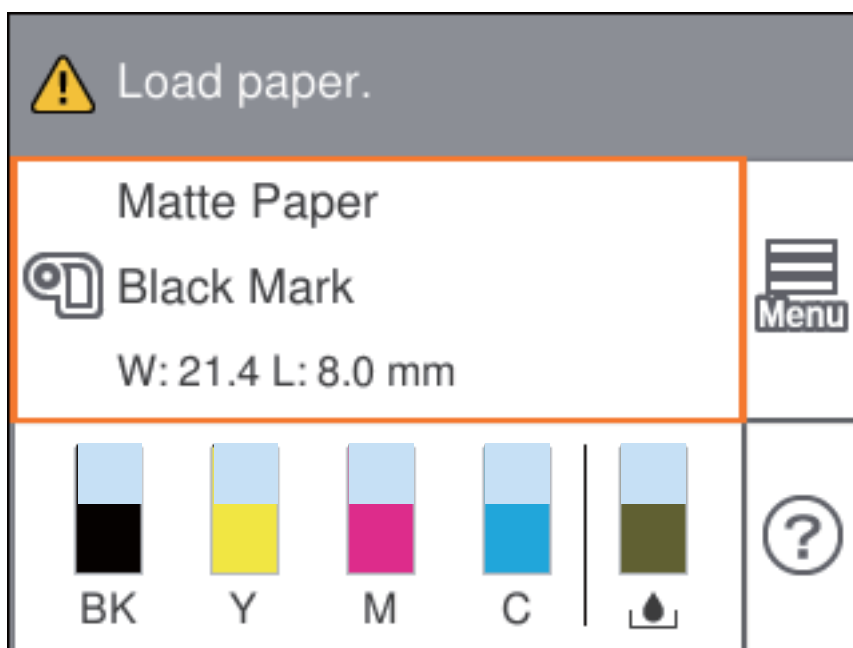 Load paper.
Matte Paper
Black Mark
W: 21.4 L: 8.0 mm
Menu
BK Y M C
?